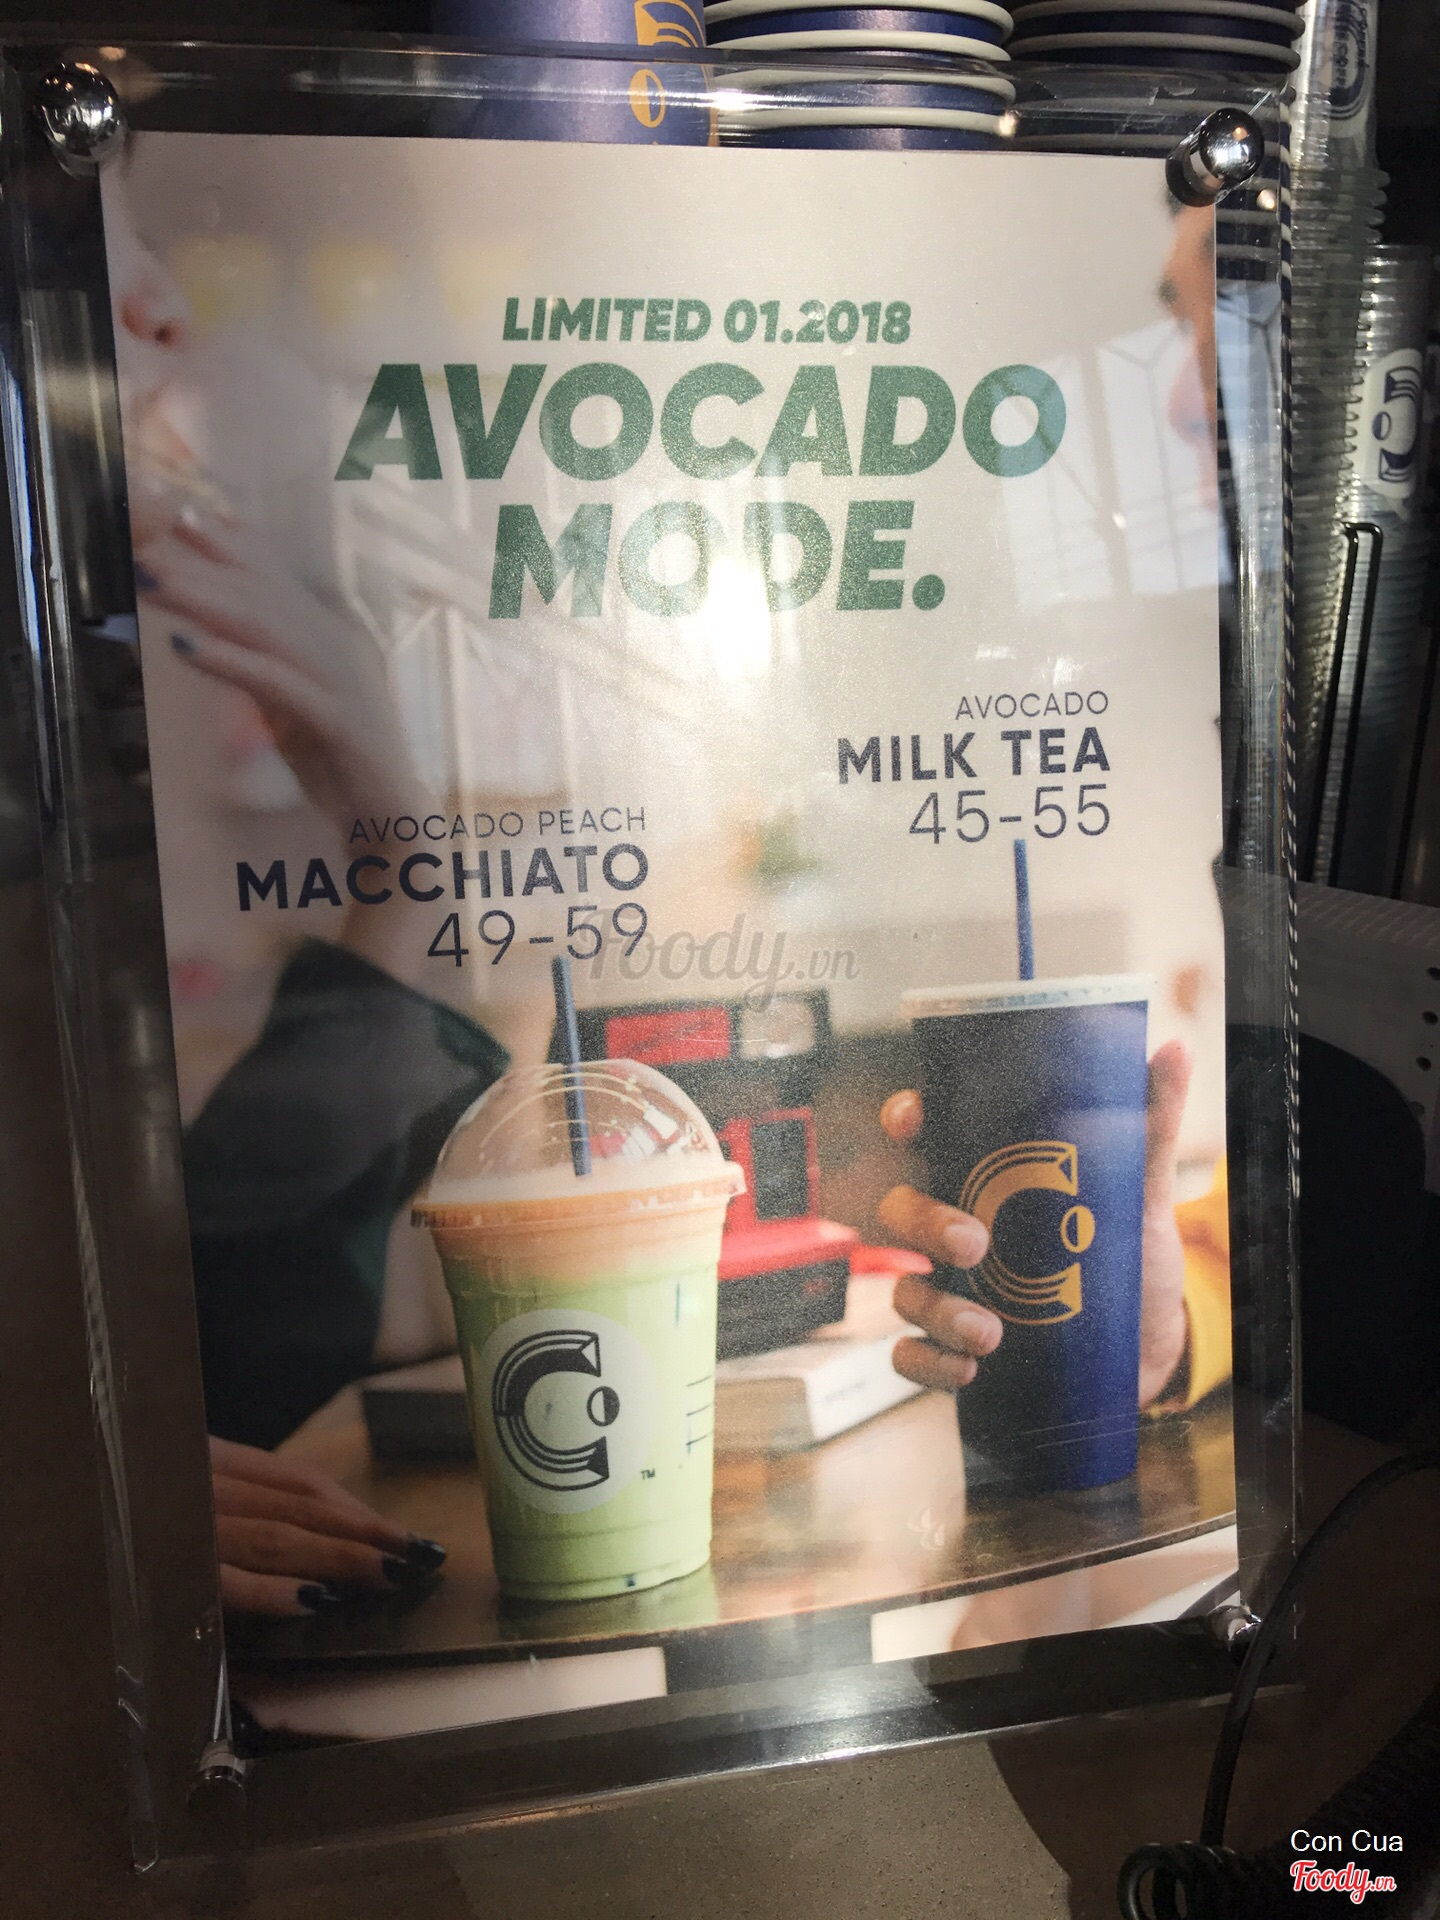 LIMITED 01.2018
AVOCADO
MODE.
AVOCADO
MILK TEA
45-55
AVOCADO PEACH
MACCHIATO
49-59
Foody.vn
TM
Con Cua
Foody.vn